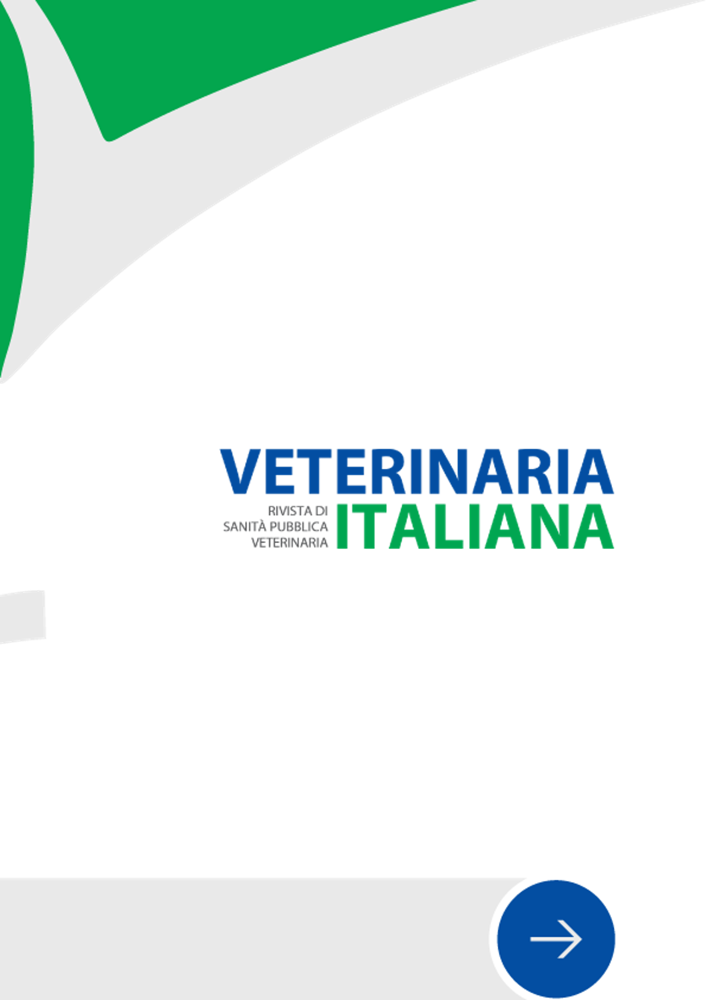 VETERINARIA
RIVISTA DI
SANITÀ PUBBLICA
VETERINARIA
ITALIANA